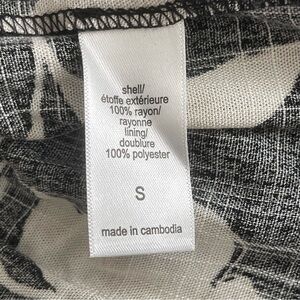 shell/
étoffe extérieure
100% rayon/
rayonne
lining/
doublure
100% polyester
S
made in cambodia